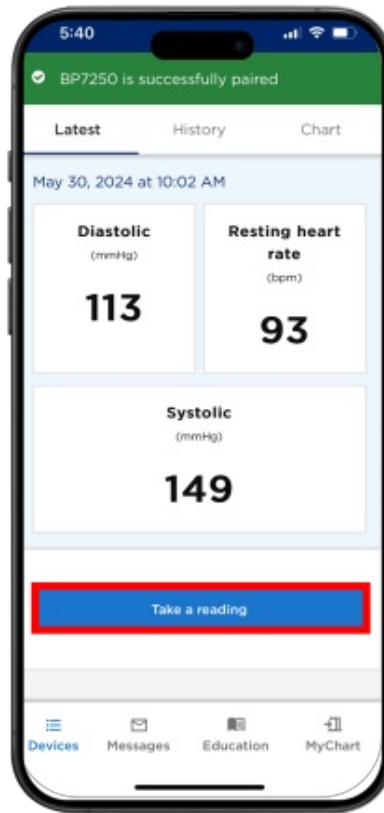 5:40
BP7250 is successfully paired
Latest History Chart
May 30, 2024 at 10:02 AM
Diastolic
(mmHg)
113
Resting heart
rate
(bpm)
93
Systolic
(mmHg)
149
Take a reading
Devices Messages Education MyChart